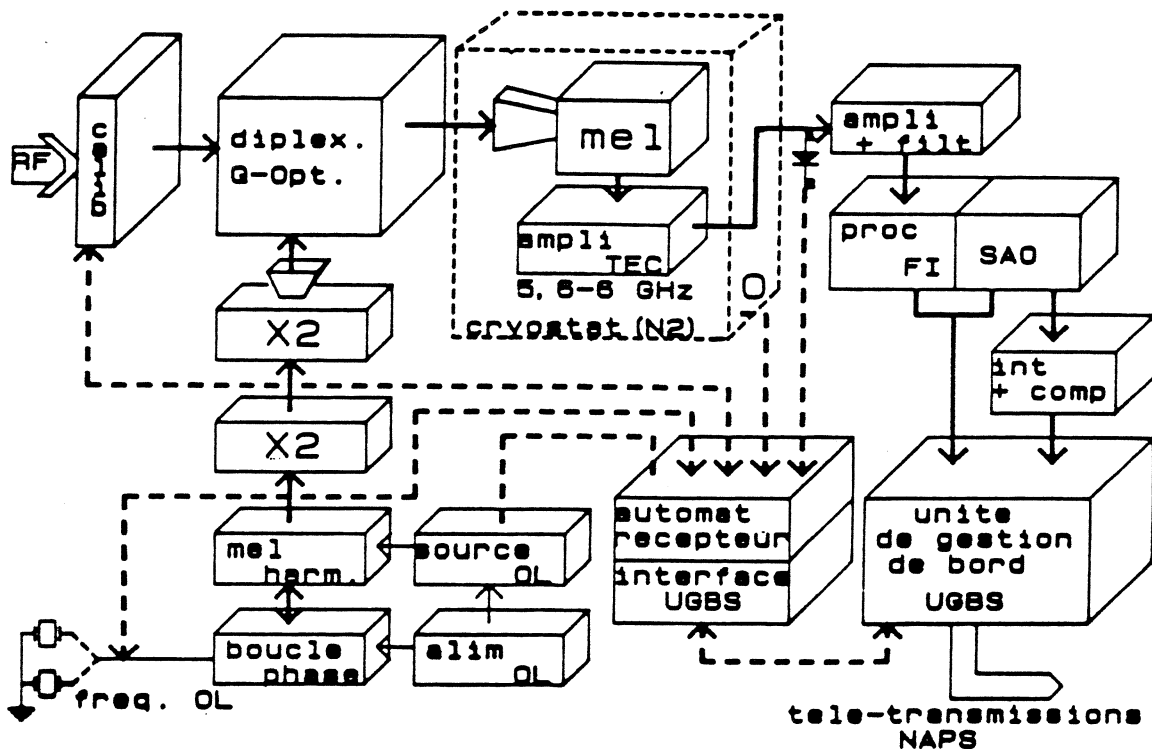 RF
calib
diplex.
Q-Opt.
mel
ampli
TEC
5,6-6 GHz
cryostat(N2)
ampli
+ filt
proc
FI
SAO
int
+ comp
X2
X2
mel
harm.
source
OL
boucle
phase
alim
OL
freq. OL
automat
recepteur
interface
UGBS
unite
de gestion
de bord
UGBS
tele-transmissions
NAPS